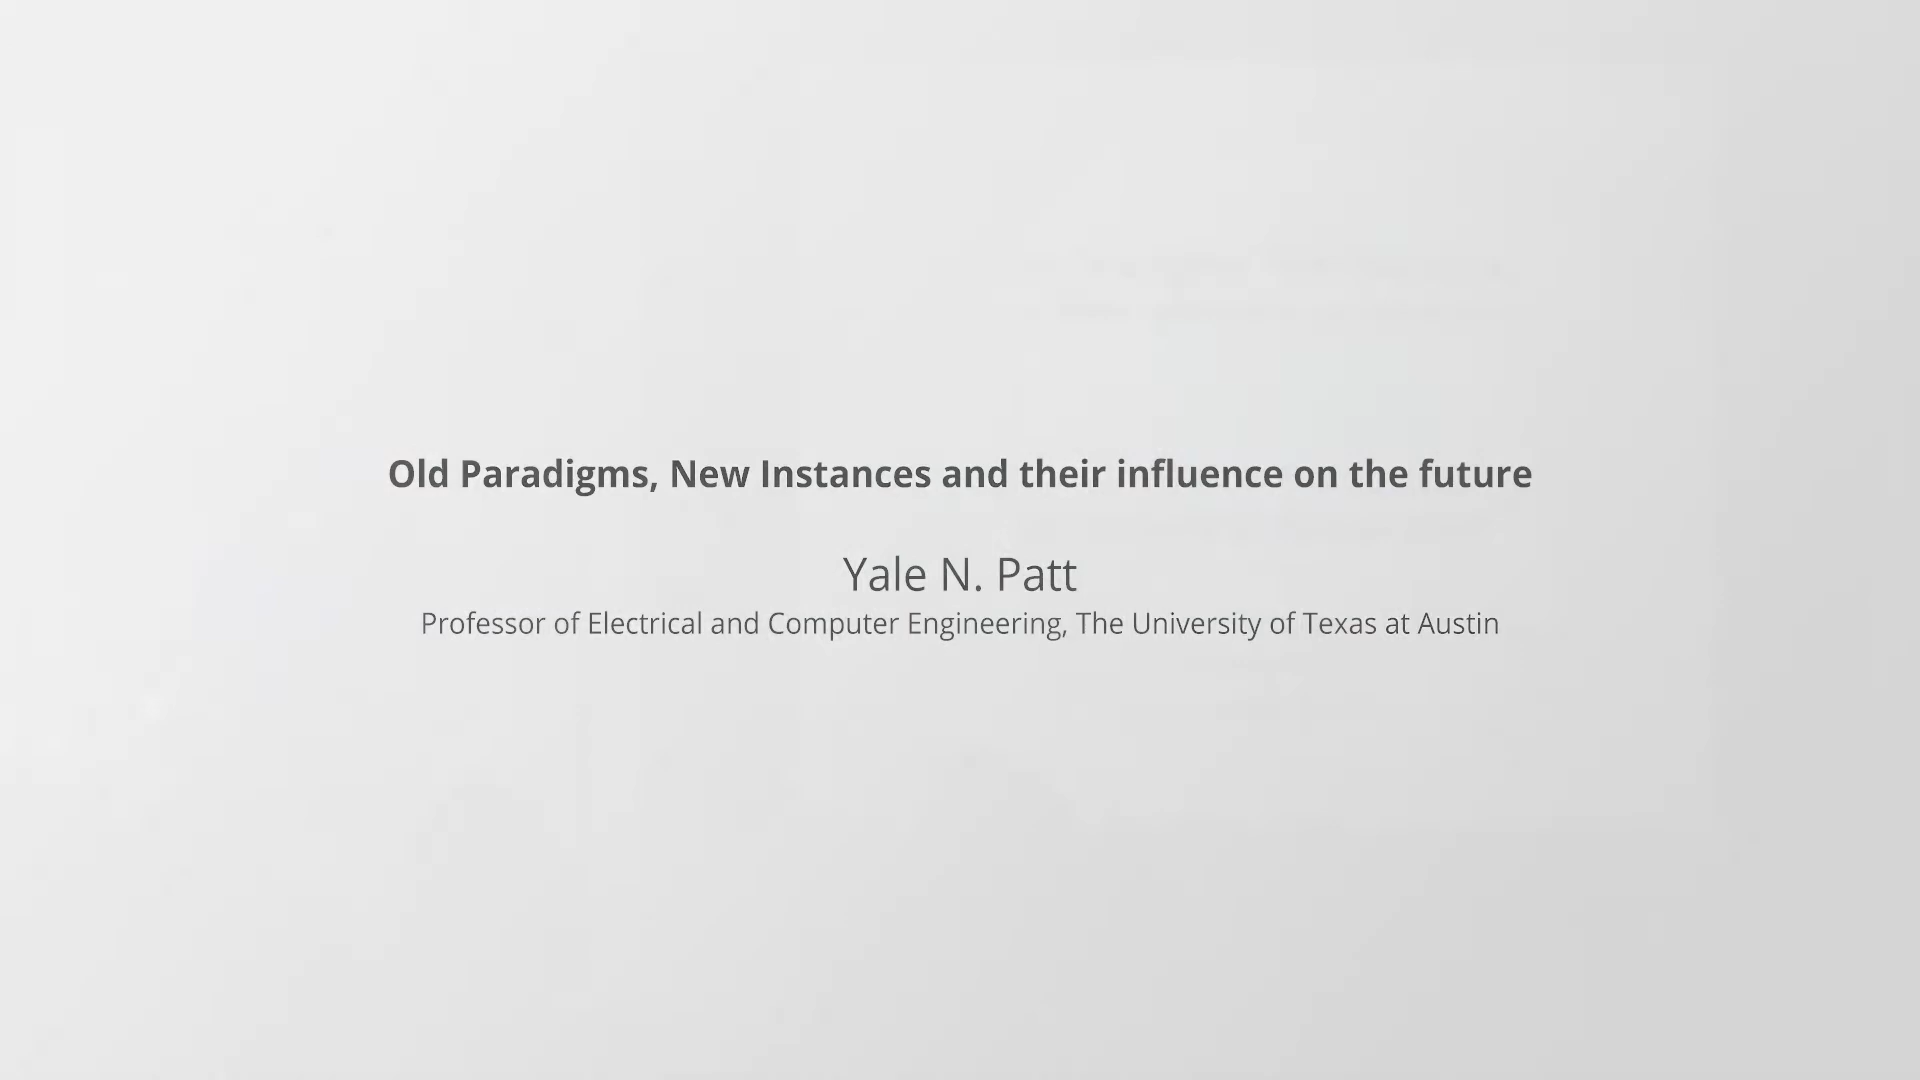 Old Paradigms, New Instances and their influence on the future
Yale N. Patt
Professor of Electrical and Computer Engineering, The University of Texas at Austin